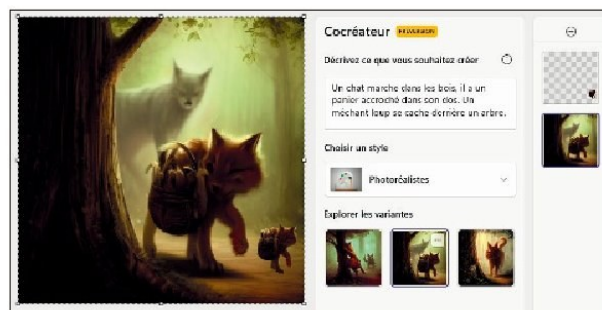 Cocréateur PRÉVERSION
Décrivez ce que vous souhaitez créer
Un chat marche dans les bois, il a un
panier accroché dans son dos. Un
méchant loup se cache derrière un arbre.
Choisir un style
Photoréalistes
Explorer les variantes